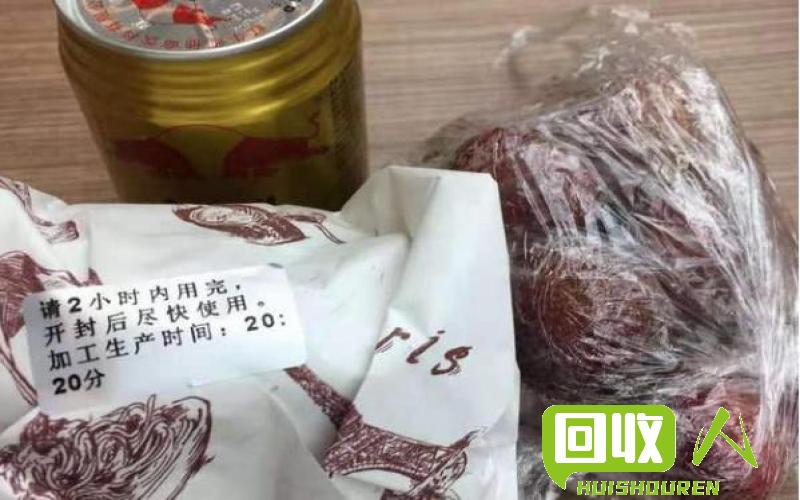 请2小时内用完，
开封后尽快使用。
加工生产时间：20：
20分
ris
回收人
HUISHOUREN